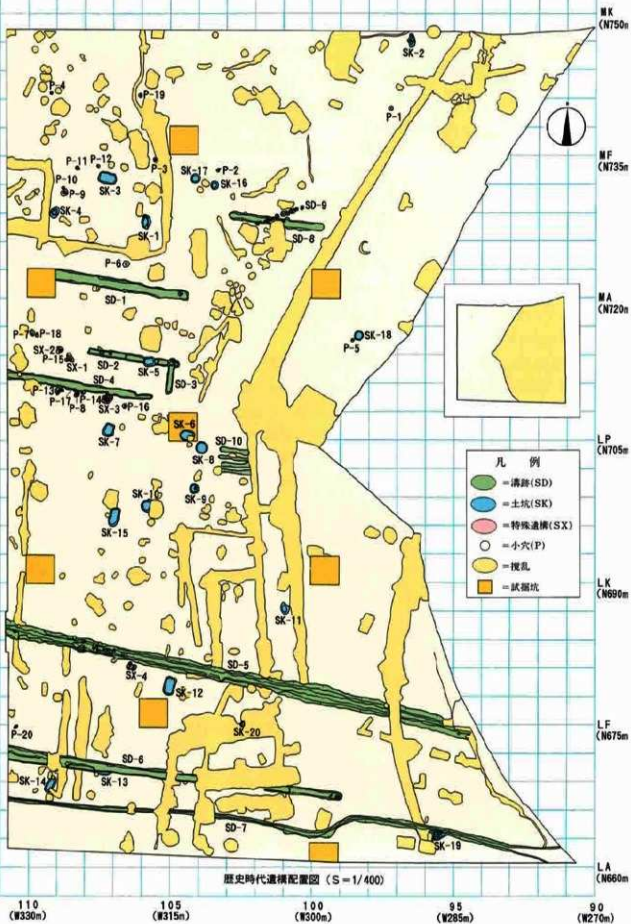 MK
(N750m
SK-2
P-4
P-19
P-1
MF
(N735m
P-11
P-12
P-3
SK-17
P-2
P-10
SK-3
SK-16
P-9
SK-4
SD-9
SK-1
SD-8
P-6
MA
(N720m
SD-1
P-7
P-18
SK-18
P-5
SX-2
P-15
SX-1
SD-2
SK-5
SD-3
SD-4
P-13
P-14
P-17
P-8
SX-3
P-16
SK-6
SK-7
SD-10
SK-8
LP
(N705m
凡 例
=溝跡(SD)
=土坑(SK)
=特殊遺構(SX)
=小穴(P)
=撹乱
=試掘坑
SK-9
SK-10
SK-15
LK
(N690m
SK-11
SD-5
SX-4
SK-12
P-20
SK-20
LF
(N675m
SD-6
SK-14
SK-13
SD-7
SK-19
歴史時代遺構配置図 (S=1/400)
LA
(N660m
110
(W330m)
105
(W315m)
100
(W300m)
95
(W285m)
90
(W270m)